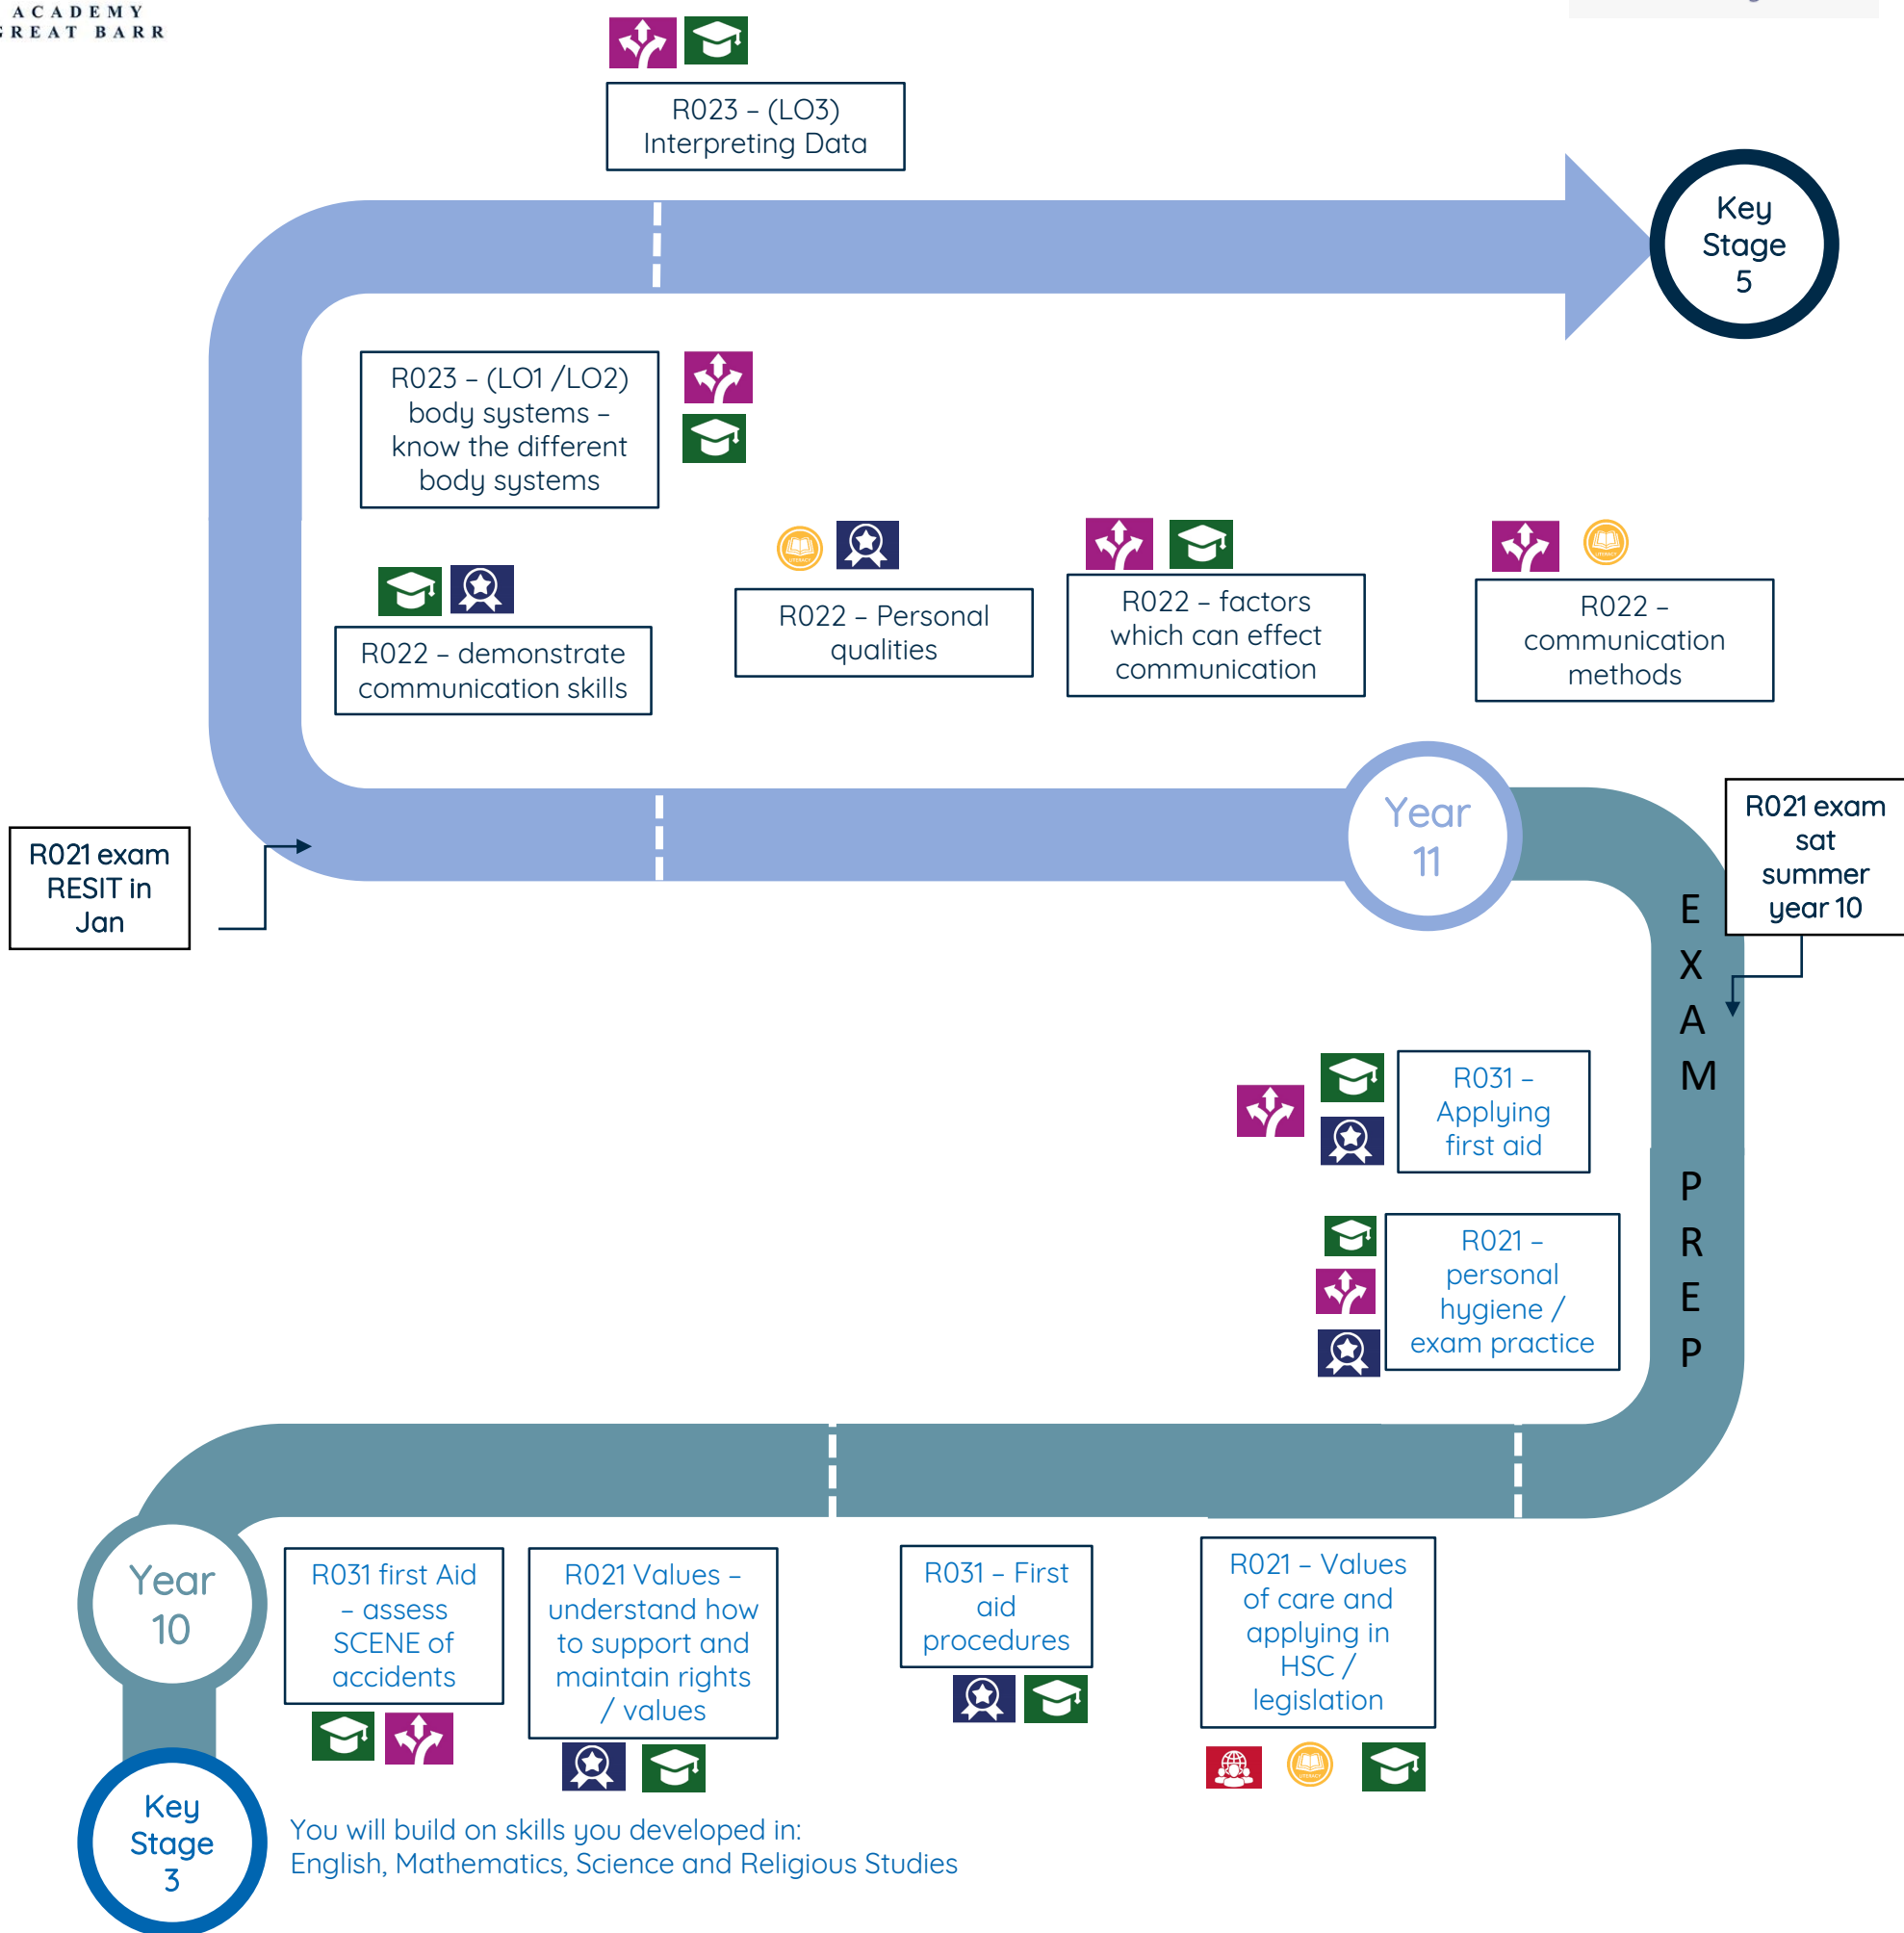 ACADEMY
GREAT BARR
R023 – (LO3)
Interpreting Data
Key
Stage
5
R023 – (LO1 /LO2)
body systems –
know the different
body systems
R022 – demonstrate
communication skills
R022 – Personal
qualities
R022 – factors
which can effect
communication
R022 –
communication
methods
Year
11
R021 exam
sat
summer
year 10
R021 exam
RESIT in
Jan
E
X
A
M
P
R
E
P
R031 –
Applying
first aid
R021 –
personal
hygiene /
exam practice
Year
10
R031 first Aid
– assess
SCENE of
accidents
R021 Values –
understand how
to support and
maintain rights
/ values
R031 – First
aid
procedures
R021 – Values
of care and
applying in
HSC /
legislation
Key
Stage
3
You will build on skills you developed in:
English, Mathematics, Science and Religious Studies